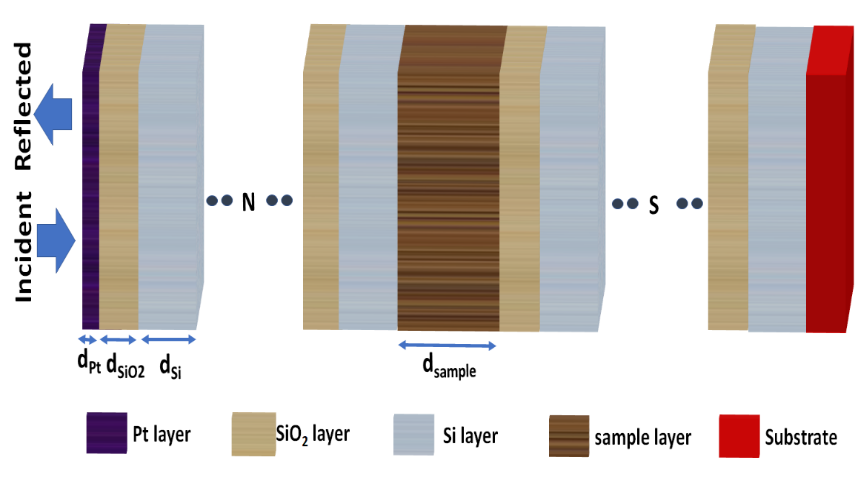 Reflected
Incident
N
S
dPt dSiO2 dSi
dsample
Pt layer
SiO2 layer
Si layer
sample layer
Substrate